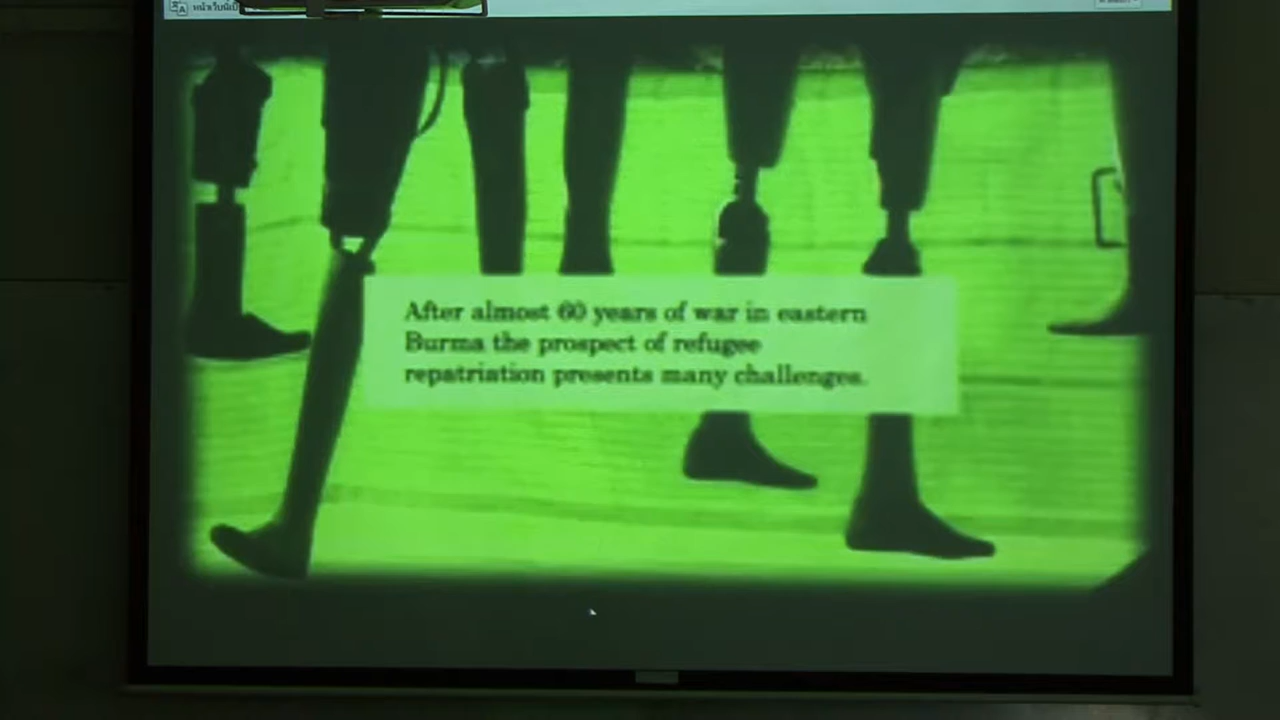 After almost 60 years of war in eastern
Burma the prospect of refugee
repatriation presents many challenges.